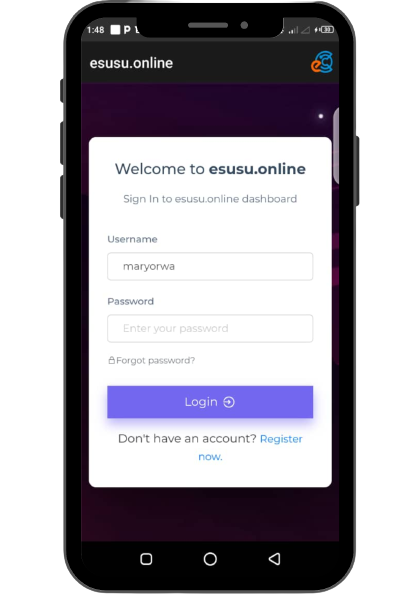 1:48
esusu.online
Welcome to esusu.online
Sign In to esusu.online dashboard
Username
maryorwa
Password
Enter your password
Forgot password?
Login
Don't have an account? Register
now.